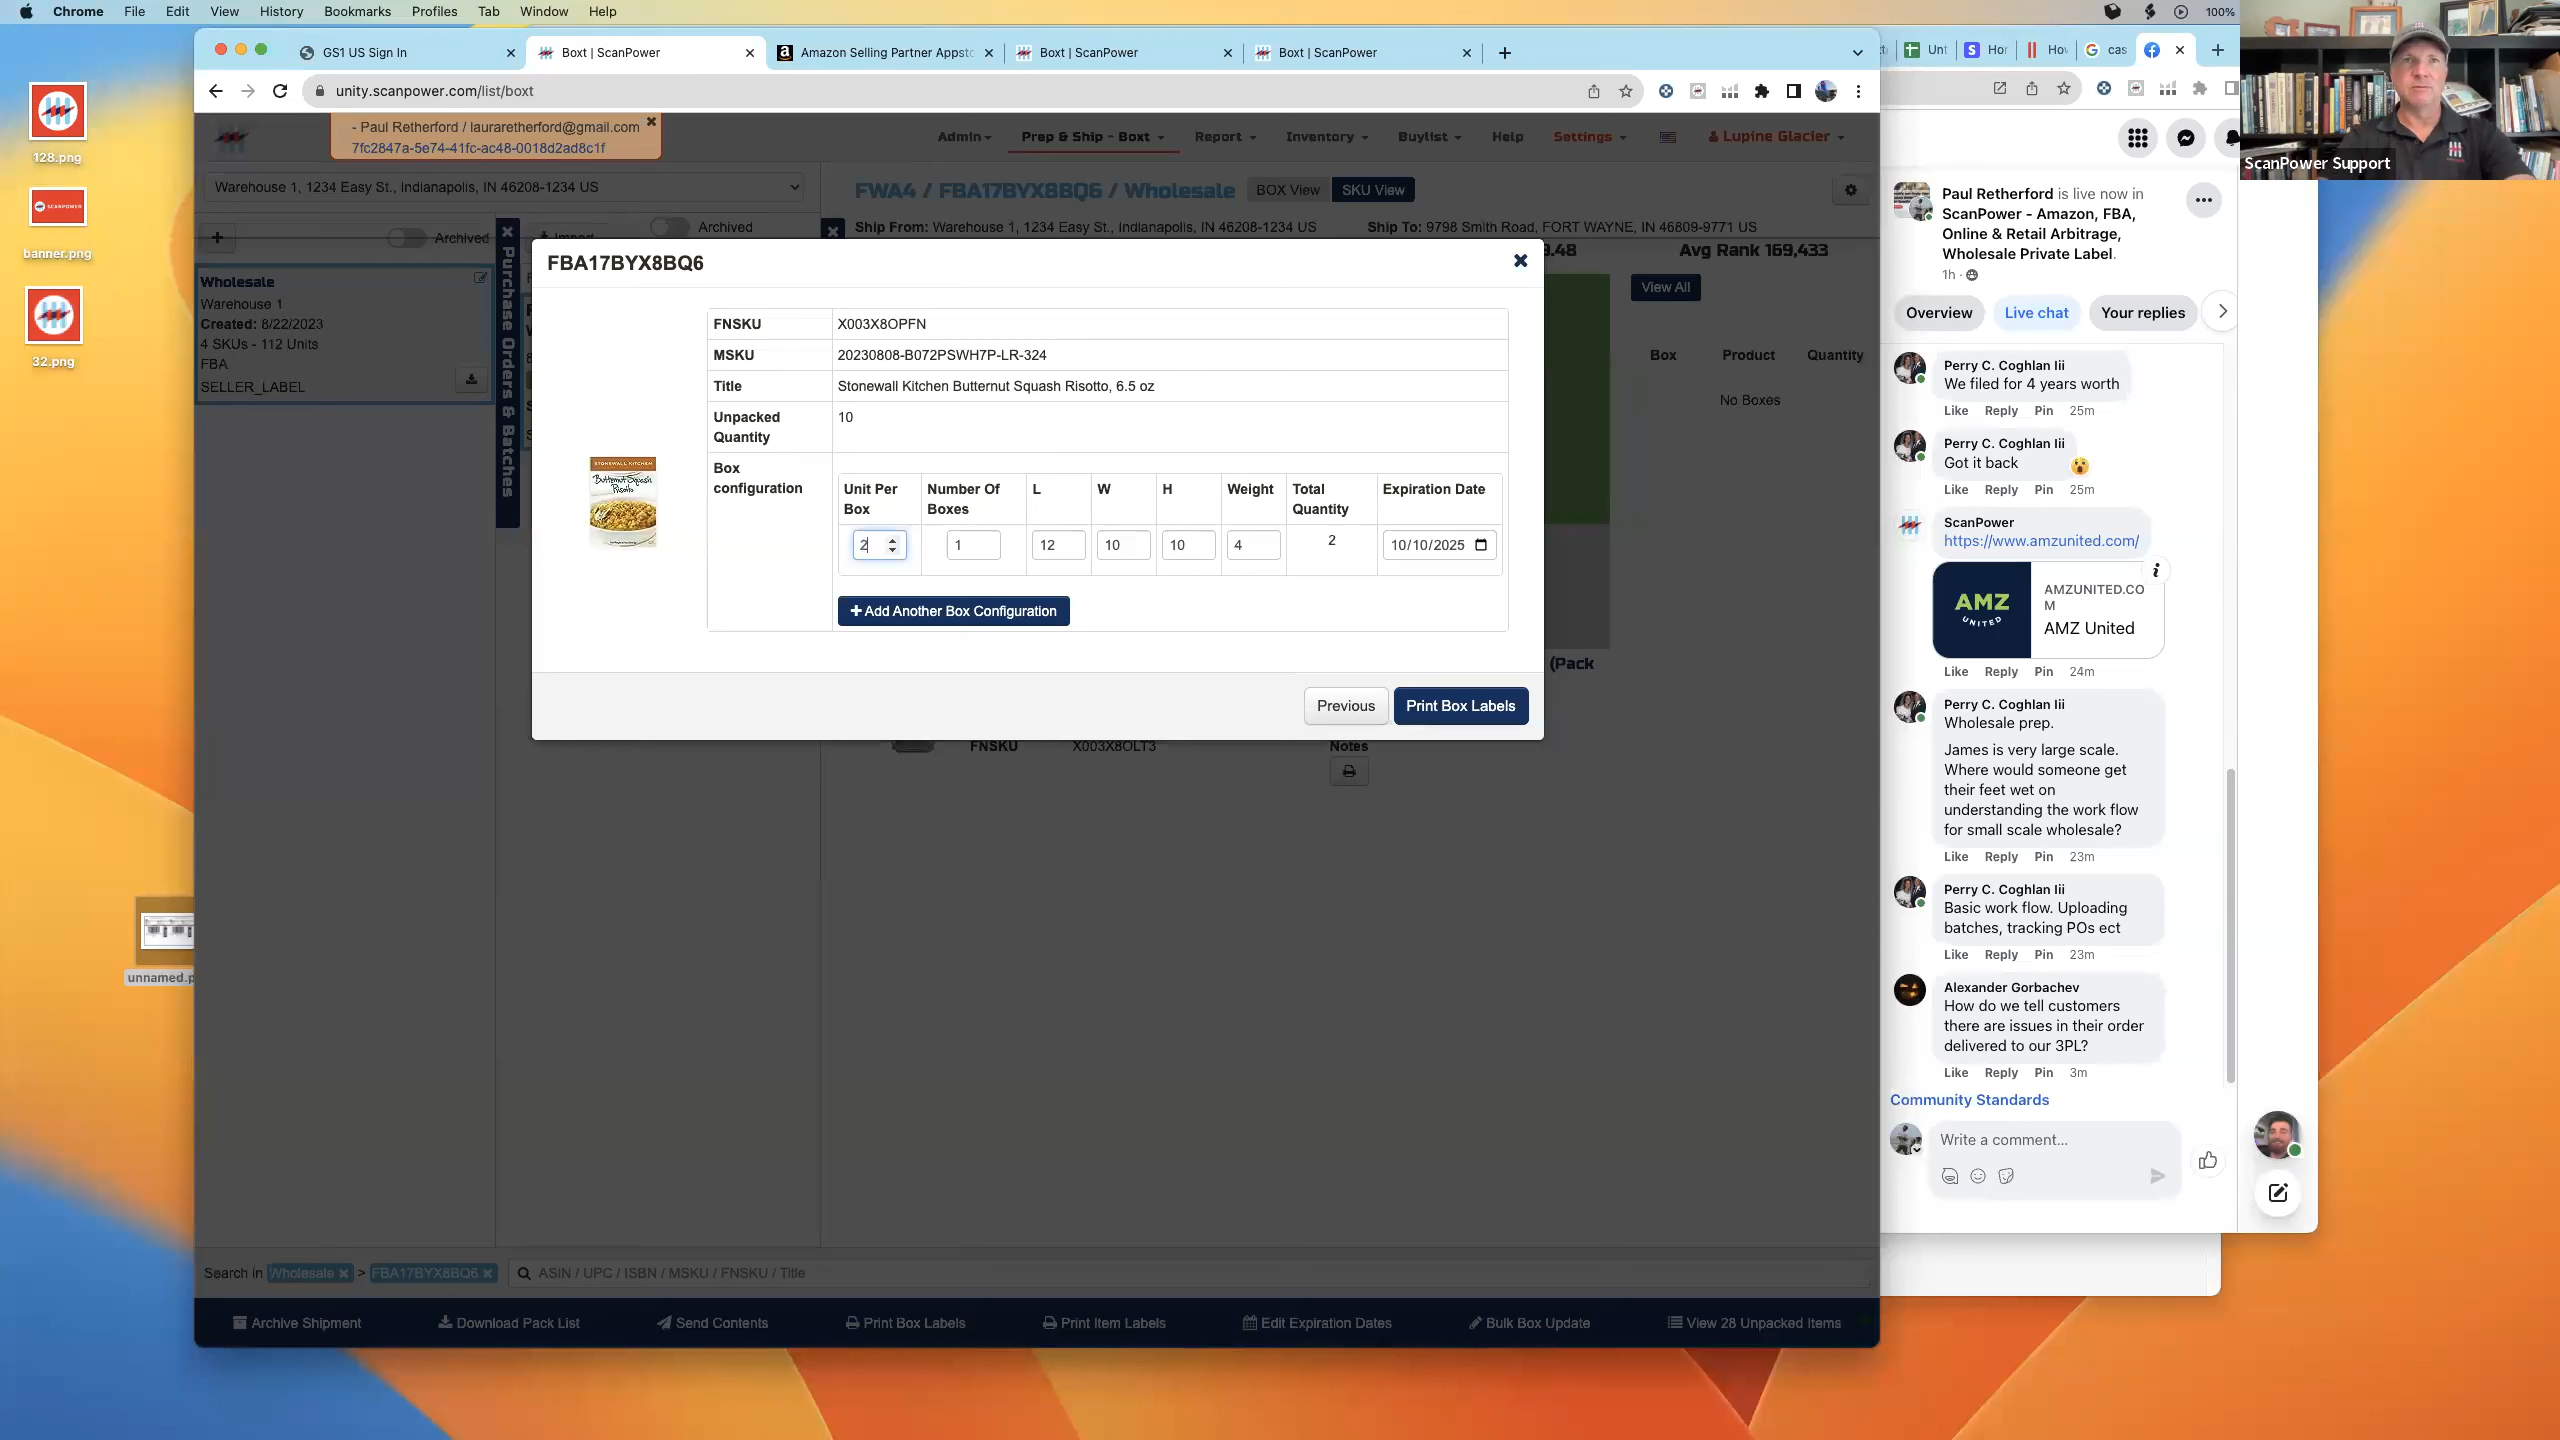 Chrome File Edit View History Bookmarks Profiles Tab Window Help
100%
GS1 US Sign In
Boxt | ScanPower
Amazon Selling Partner Appstc
Boxt | ScanPower
Boxt | ScanPower
Unt
Hor
Hov
cas
unity.scanpower.com/list/boxt
128.png
SCANPOWER
banner.png
32.png
- Paul Retherford / lauraretherford@gmail.com
7fc2847a-5e74-41fc-ac48-0018d2ad8c1f
Admin
Prep & Ship - Boxt
Report
Inventory
Buylist
Help
Settings
Lupine Glacier
Warehouse 1, 1234 Easy St., Indianapolis, IN 46208-1234 US
FWA4 / FBA17BYX8BQ6 / Wholesale
BOX View
SKU View
Archived
Import
Archived
Ship From: Warehouse 1, 1234 Easy St., Indianapolis, IN 46208-1234 US
Ship To: 9798 Smith Road, FORT WAYNE, IN 46809-9771 US
9.48
Avg Rank 169,433
View All
Wholesale
Warehouse 1
Created: 8/22/2023
4 SKUs - 112 Units
FBA
SELLER_LABEL
Purchase Orders & Batches
Box
Product
Quantity
No Boxes
FBA17BYX8BQ6
FNSKU
X003X8OPFN
MSKU
20230808-B072PSWH7P-LR-324
Title
Stonewall Kitchen Butternut Squash Risotto, 6.5 oz
Unpacked Quantity
10
Box configuration
STONEWALL KITCHEN
Butternut Squash
Risotto
Unit Per Box
Number Of Boxes
L
W
H
Weight
Total Quantity
Expiration Date
2
1
12
10
10
4
2
10/10/2025
Add Another Box Configuration
Previous
Print Box Labels
(Pack
FNSKU
X003X8OLT3
Notes
unnamed.p
Search in Wholesale > FBA17BYX8BQ6
ASIN / UPC / ISBN / MSKU / FNSKU / Title
Archive Shipment
Download Pack List
Send Contents
Print Box Labels
Print Item Labels
Edit Expiration Dates
Bulk Box Update
View 28 Unpacked Items
ScanPower Support
Paul Retherford is live now in
ScanPower - Amazon, FBA,
Online & Retail Arbitrage,
Wholesale Private Label.
1h
Overview
Live chat
Your replies
Perry C. Coghlan Iii
We filed for 4 years worth
Like Reply Pin 25m
Perry C. Coghlan Iii
Got it back
Like Reply Pin 25m
ScanPower
https://www.amzunited.com/
AMZ
UNITED
AMZUNITED.CO
M
AMZ United
Like Reply Pin 24m
Perry C. Coghlan Iii
Wholesale prep.
James is very large scale.
Where would someone get
their feet wet on
understanding the work flow
for small scale wholesale?
Like Reply Pin 23m
Perry C. Coghlan Iii
Basic work flow. Uploading
batches, tracking POs ect
Like Reply Pin 23m
Alexander Gorbachev
How do we tell customers
there are issues in their order
delivered to our 3PL?
Like Reply Pin 3m
Community Standards
Write a comment...